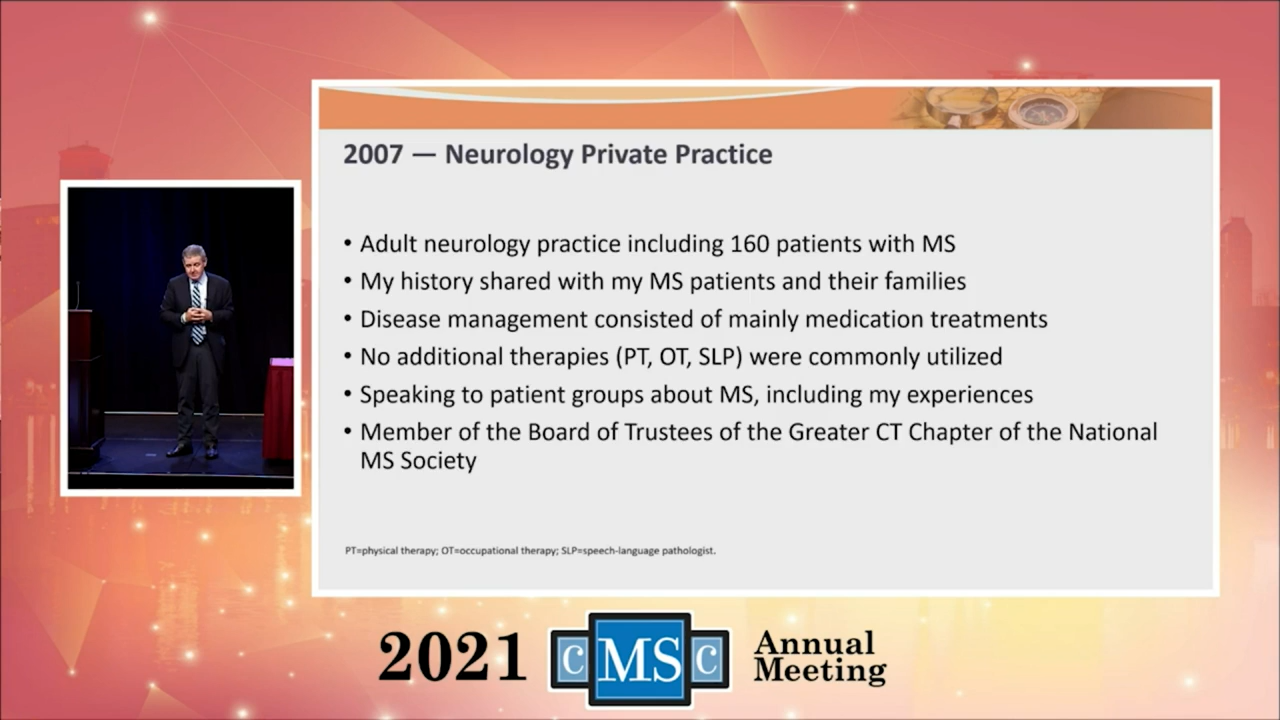 2007 — Neurology Private Practice
• Adult neurology practice including 160 patients with MS
• My history shared with my MS patients and their families
• Disease management consisted of mainly medication treatments
• No additional therapies (PT, OT, SLP) were commonly utilized
• Speaking to patient groups about MS, including my experiences
• Member of the Board of Trustees of the Greater CT Chapter of the National
MS Society
PT=physical therapy; OT=occupational therapy; SLP=speech-language pathologist.
2021 CMSC Annual
Meeting